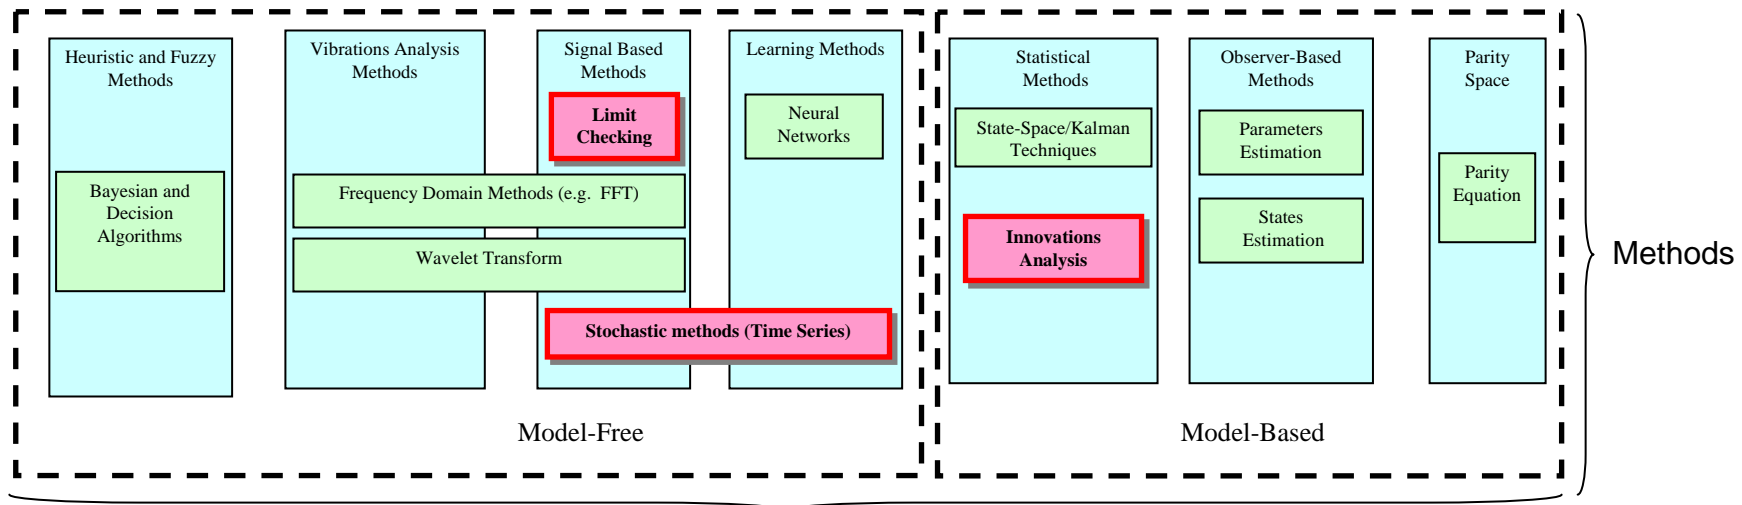 Heuristic and Fuzzy
Methods
Bayesian and
Decision
Algorithms
Vibrations Analysis
Methods
Signal Based
Methods
Limit
Checking
Learning Methods
Neural
Networks
Frequency Domain Methods (e.g. FFT)
Wavelet Transform
Stochastic methods (Time Series)
Model-Free
Statistical
Methods
State-Space/Kalman
Techniques
Innovations
Analysis
Observer-Based
Methods
Parameters
Estimation
States
Estimation
Parity
Space
Parity
Equation
Model-Based
Methods